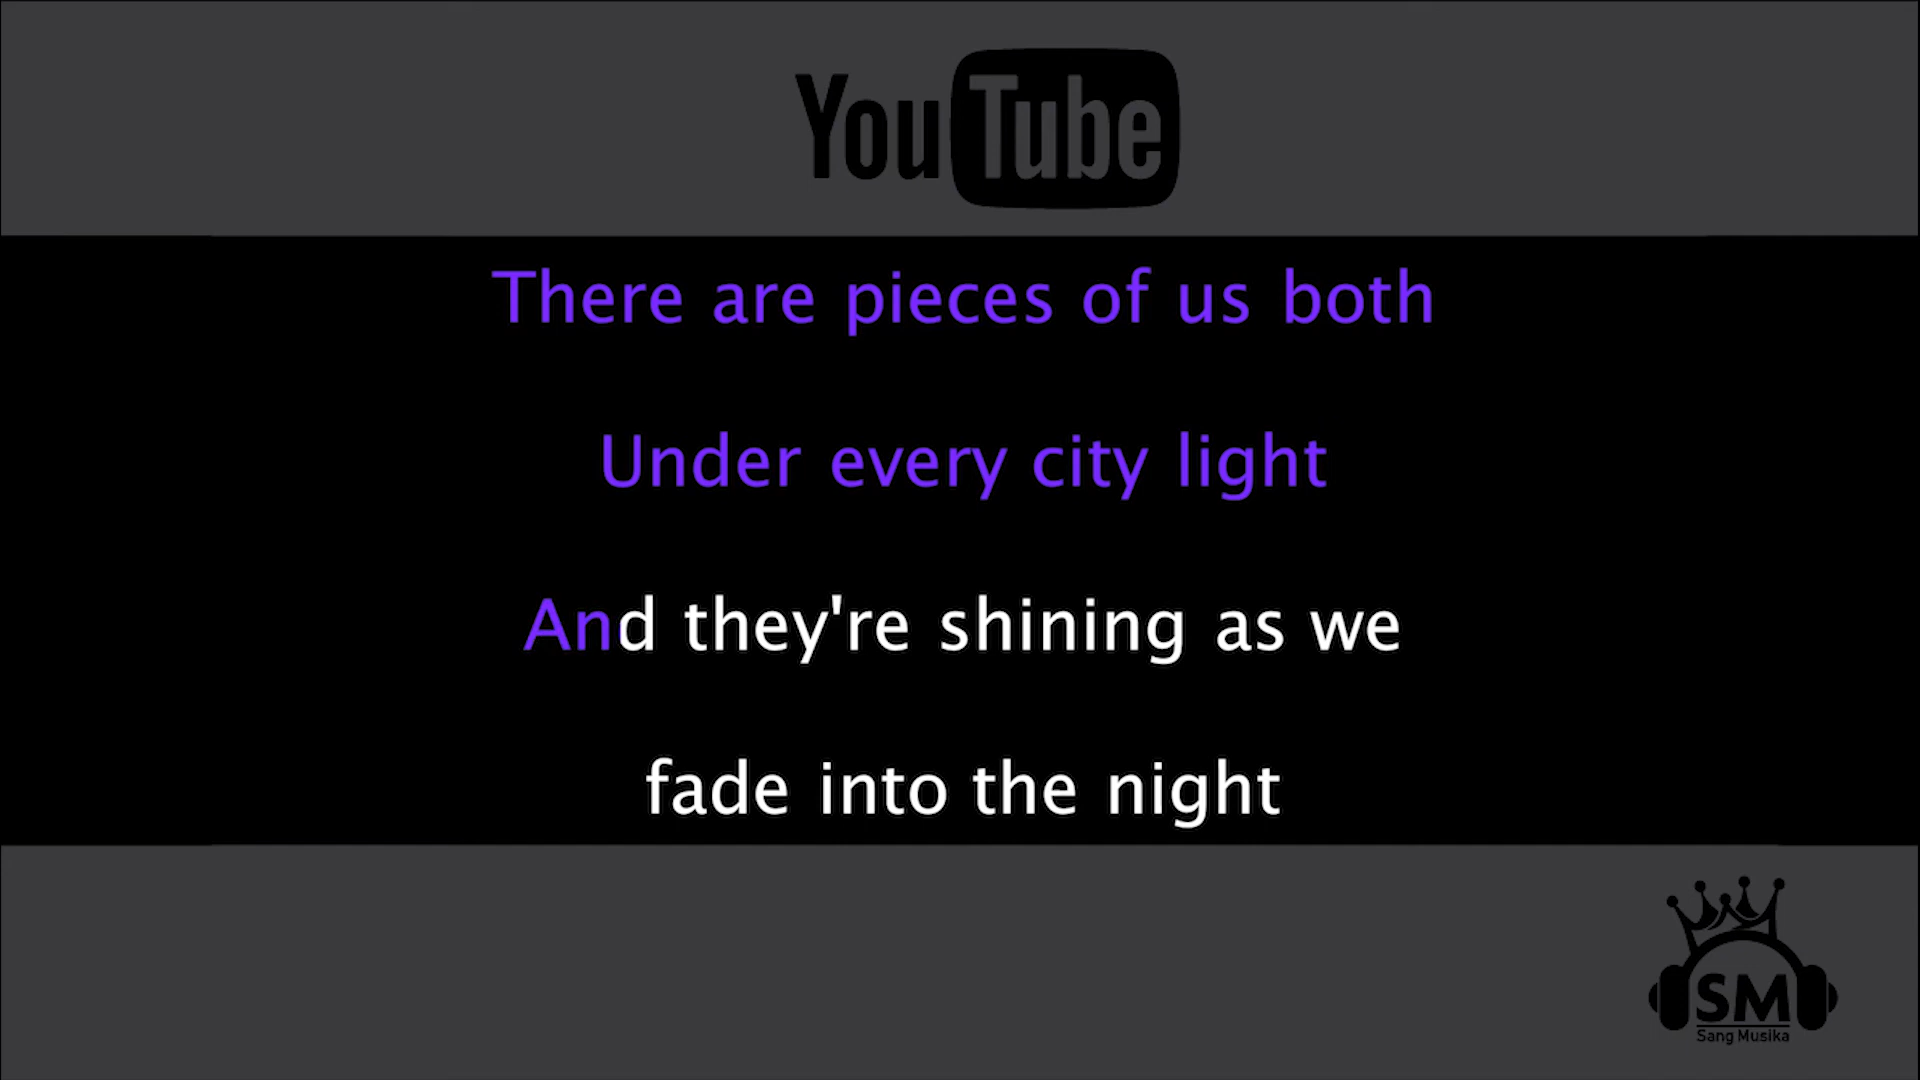 YouTube
There are pieces of us both
Under every city light
And they're shining as we
fade into the night
SM
Sang Musika